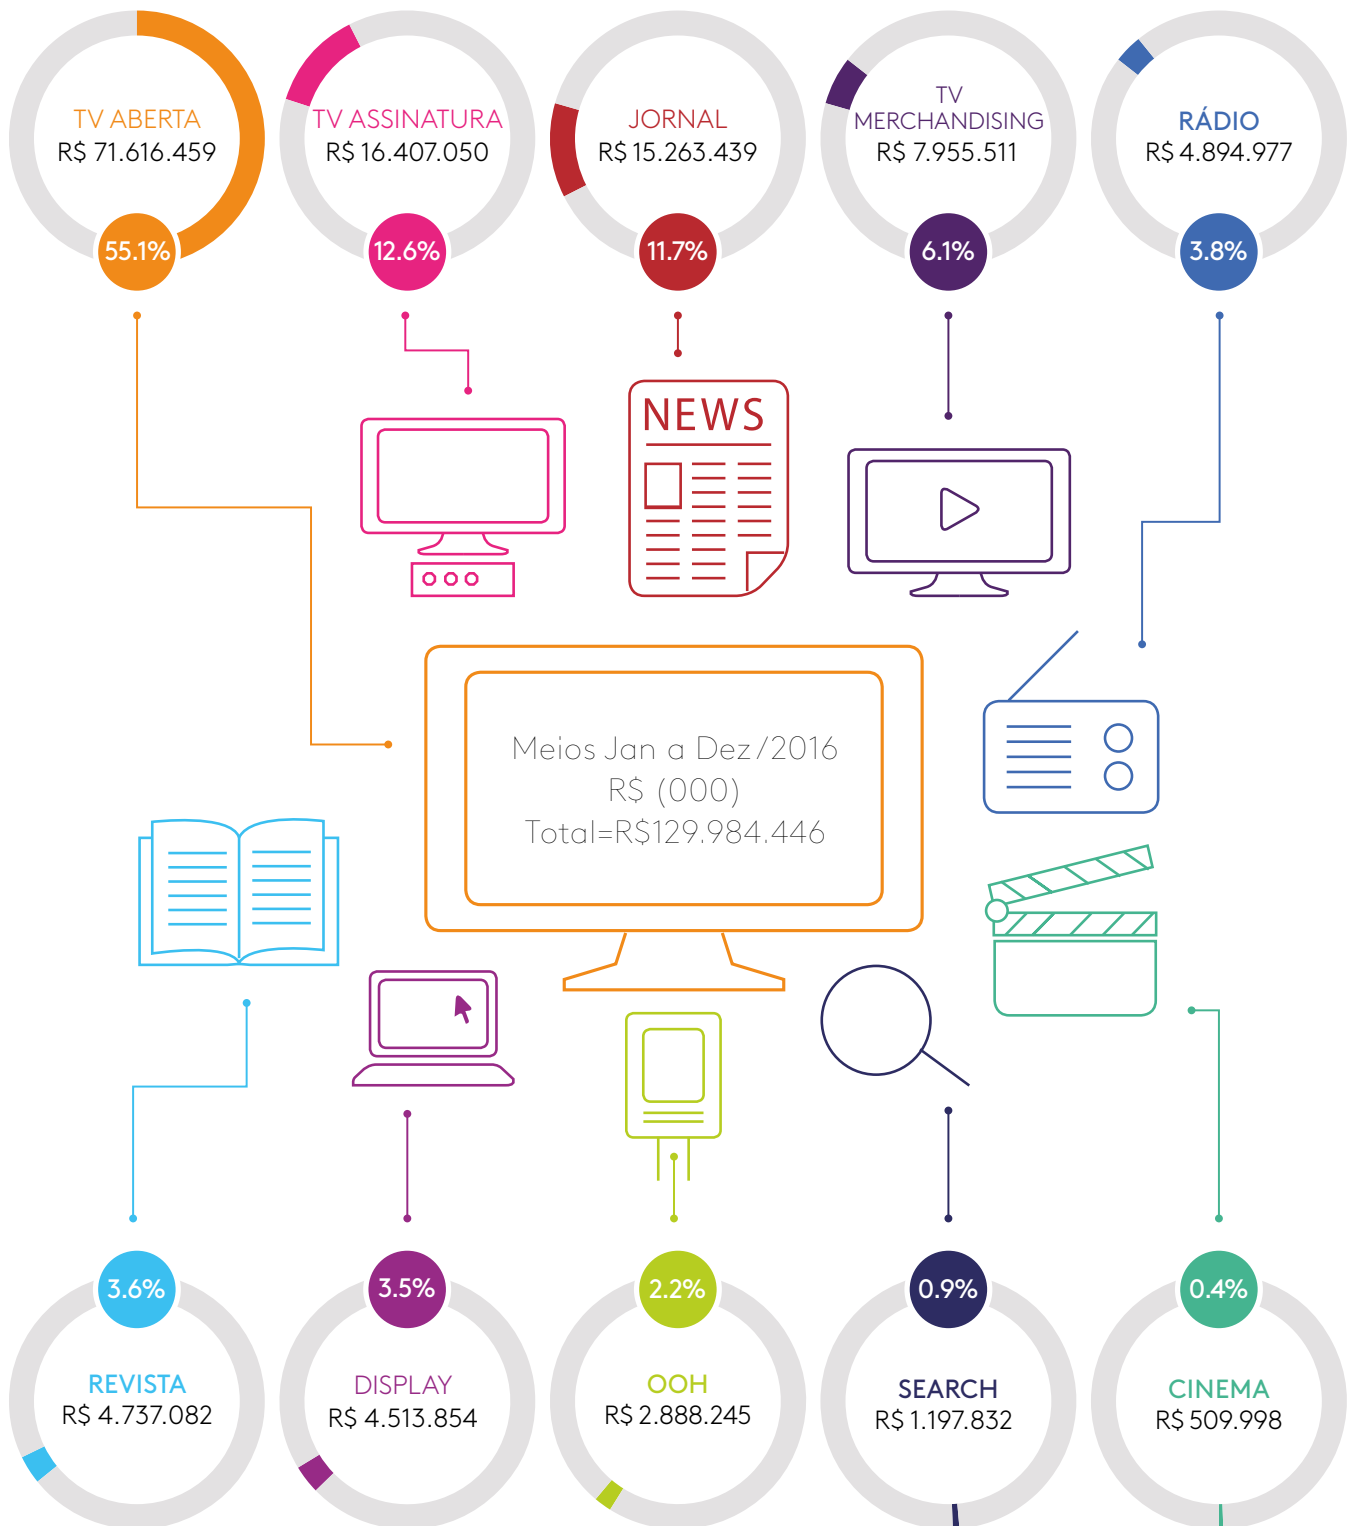 TV ABERTA
R$ 71.616.459
55.1%
TV ASSINATURA
R$ 16.407.050
12.6%
JORNAL
R$ 15.263.439
11.7%
TV
MERCHANDISING
R$ 7.955.511
6.1%
RÁDIO
R$ 4.894.977
3.8%
NEWS
Meios Jan a Dez/2016
R$ (000)
Total=R$129.984.446
3.6%
REVISTA
R$ 4.737.082
3.5%
DISPLAY
R$ 4.513.854
2.2%
OOH
R$ 2.888.245
0.9%
SEARCH
R$ 1.197.832
0.4%
CINEMA
R$ 509.998